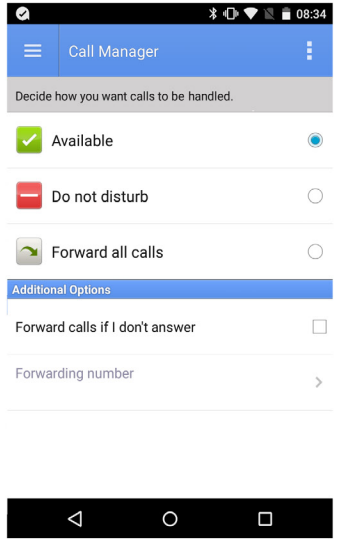 08:34
Call Manager
Decide how you want calls to be handled.
Available
Do not disturb
Forward all calls
Additional Options
Forward calls if I don't answer
Forwarding number